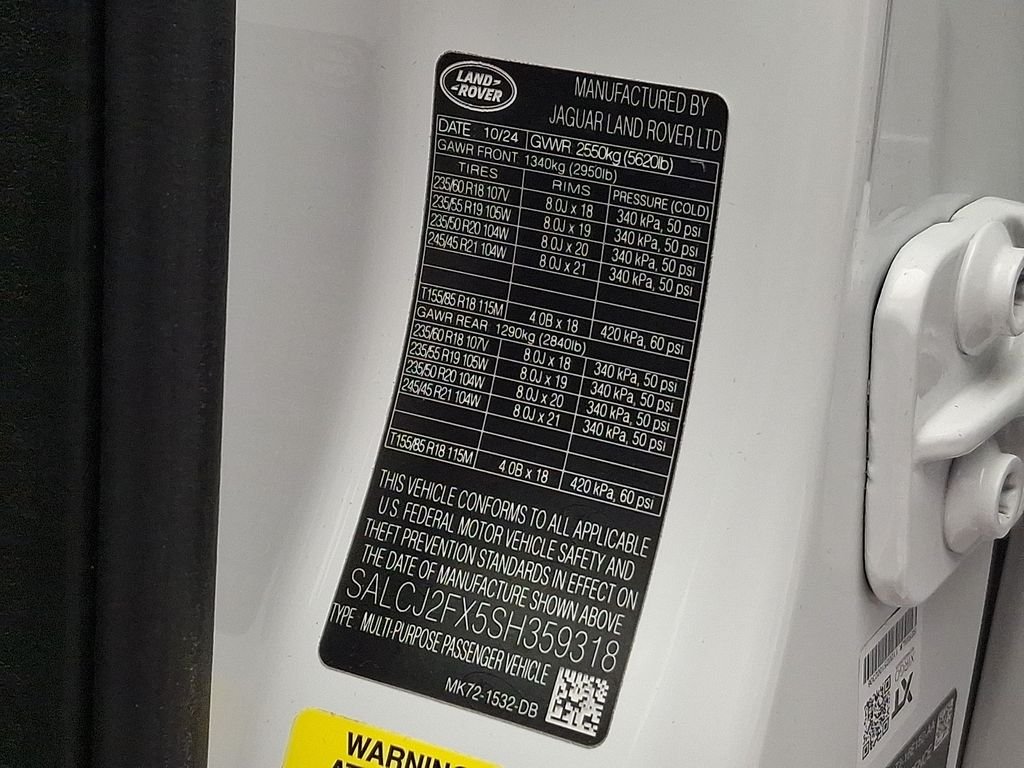 LAND-
-ROVER
MANUFACTURED BY
JAGUAR LAND ROVER LTD
DATE 10/24 GVWR 2550kg (5620lb)
GAWR FRONT 1340kg (2950lb)
TIRES RIMS PRESSURE (COLD)
235/60 R18 107V 8.0J x 18 340 kPa, 50 psi
235/55 R19 105W 8.0J x 19 340 kPa, 50 psi
235/50 R20 104W 8.0J x 20 340 kPa, 50 psi
245/45 R21 104W 8.0J x 21 340 kPa, 50 psi
T155/85 R18 115M 4.0B x 18 420 kPa, 60 psi
GAWR REAR 1290kg (2840lb)
235/60 R18 107V 8.0J x 18 340 kPa, 50 psi
235/55 R19 105W 8.0J x 19 340 kPa, 50 psi
235/50 R20 104W 8.0J x 20 340 kPa, 50 psi
245/45 R21 104W 8.0J x 21 340 kPa, 50 psi
T155/85 R18 115M 4.0B x 18 420 kPa, 60 psi
THIS VEHICLE CONFORMS TO ALL APPLICABLE
U.S FEDERAL MOTOR VEHICLE SAFETY AND
THEFT PREVENTION STANDARDS IN EFFECT ON
THE DATE OF MANUFACTURE SHOWN ABOVE
SALCJ2FX5SH359318
TYPE MULTI-PURPOSE PASSENGER VEHICLE
MK72-1532-DB
WARNING